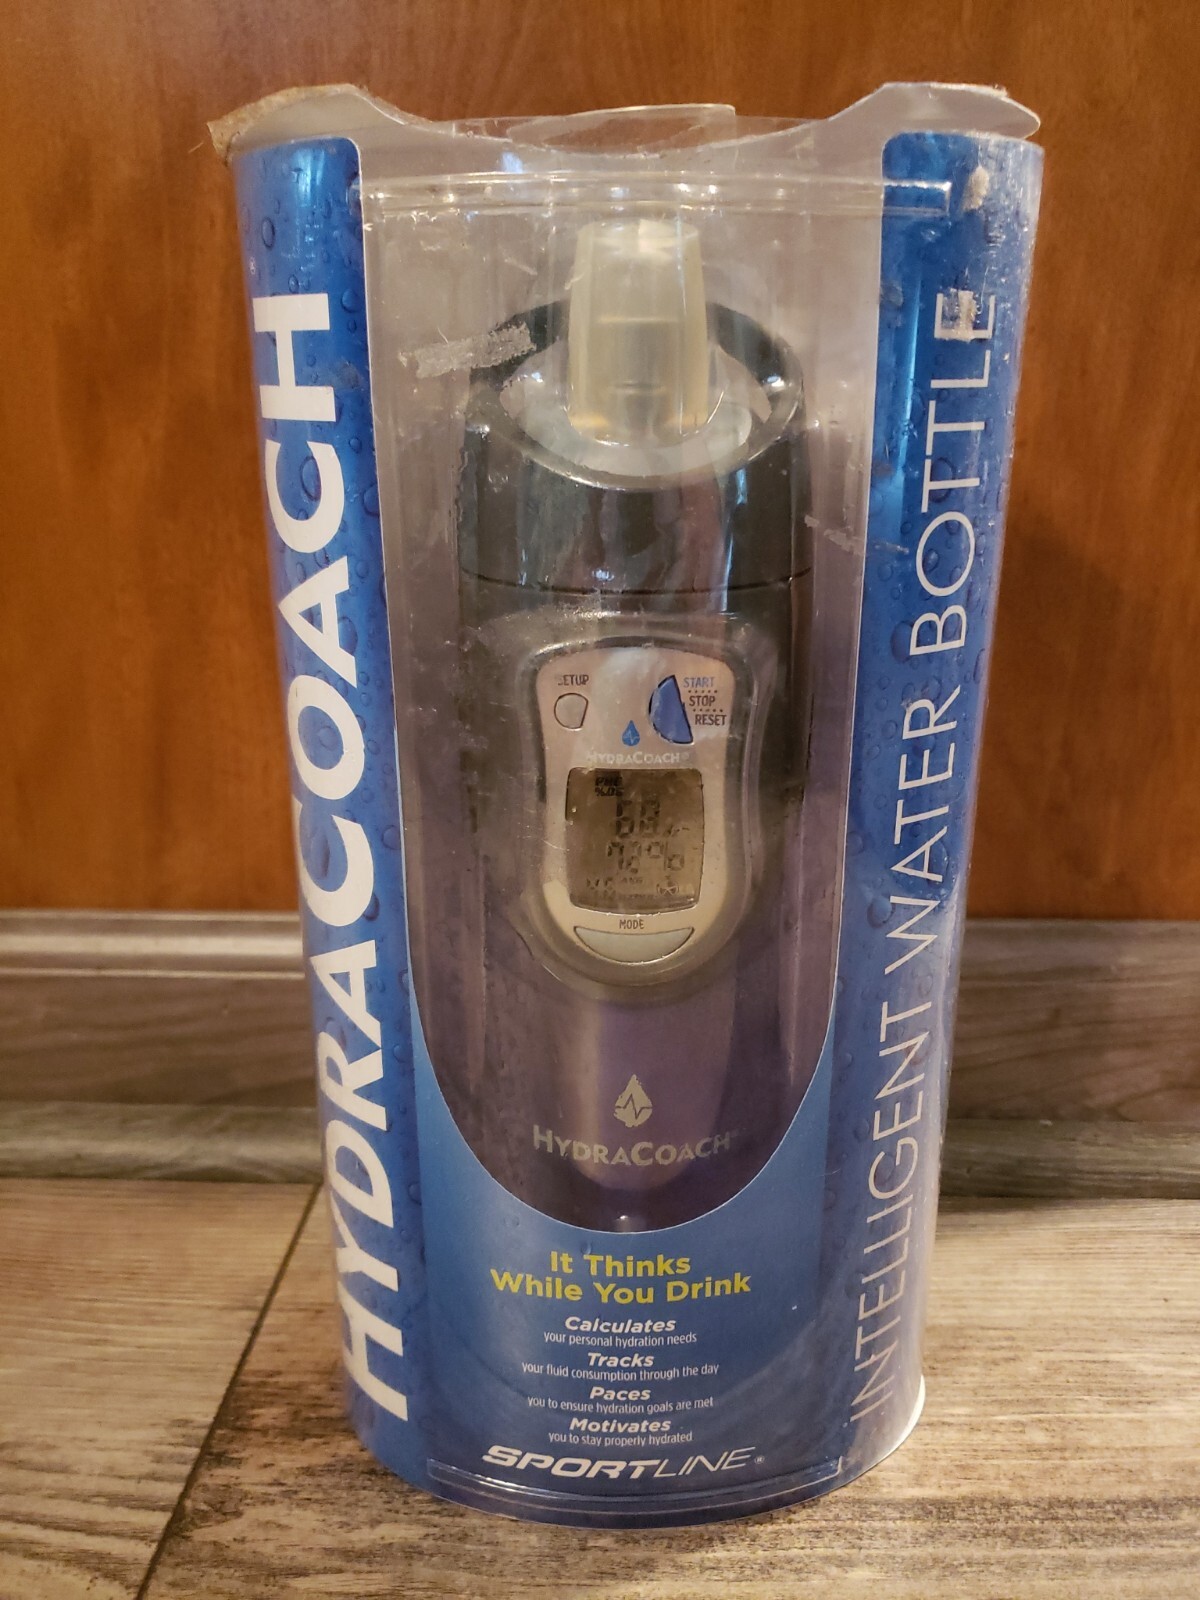 HYDRACOACH®
INTELLIGENT WATER BOTTLE
SETUP
START
STOP
RESET
HYDRACOACH®
72%
MODE
HYDRACOACH
It Thinks
While You Drink
Calculates
your personal hydration needs
Tracks
your fluid consumption through the day
Paces
you to ensure hydration goals are met
Motivates
you to stay properly hydrated
SPORTLINE®